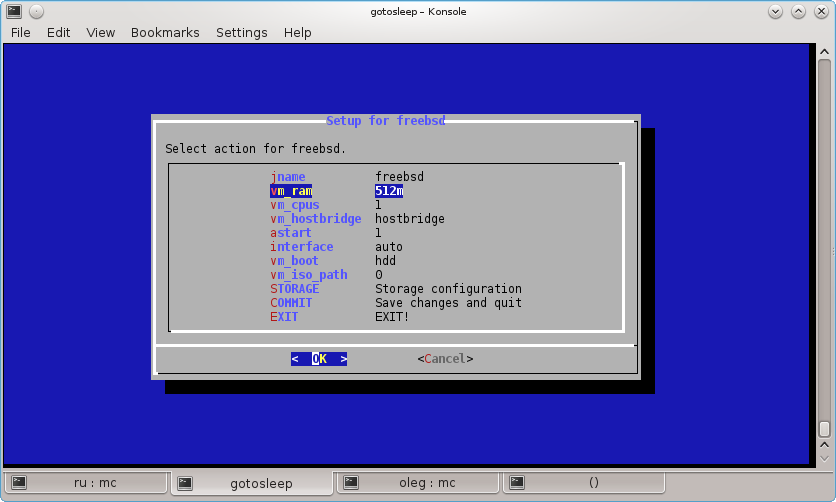 gotosleep – Konsole
File Edit View Bookmarks Settings Help
Setup for freebsd
Select action for freebsd.
jname freebsd
vm_ram 512m
vm_cpus 1
vm_hostbridge hostbridge
astart 1
interface auto
vm_boot hdd
vm_iso_path 0
STORAGE Storage configuration
COMMIT Save changes and quit
EXIT EXIT!
< OK > <Cancel>
ru : mc gotosleep oleg : mc ()